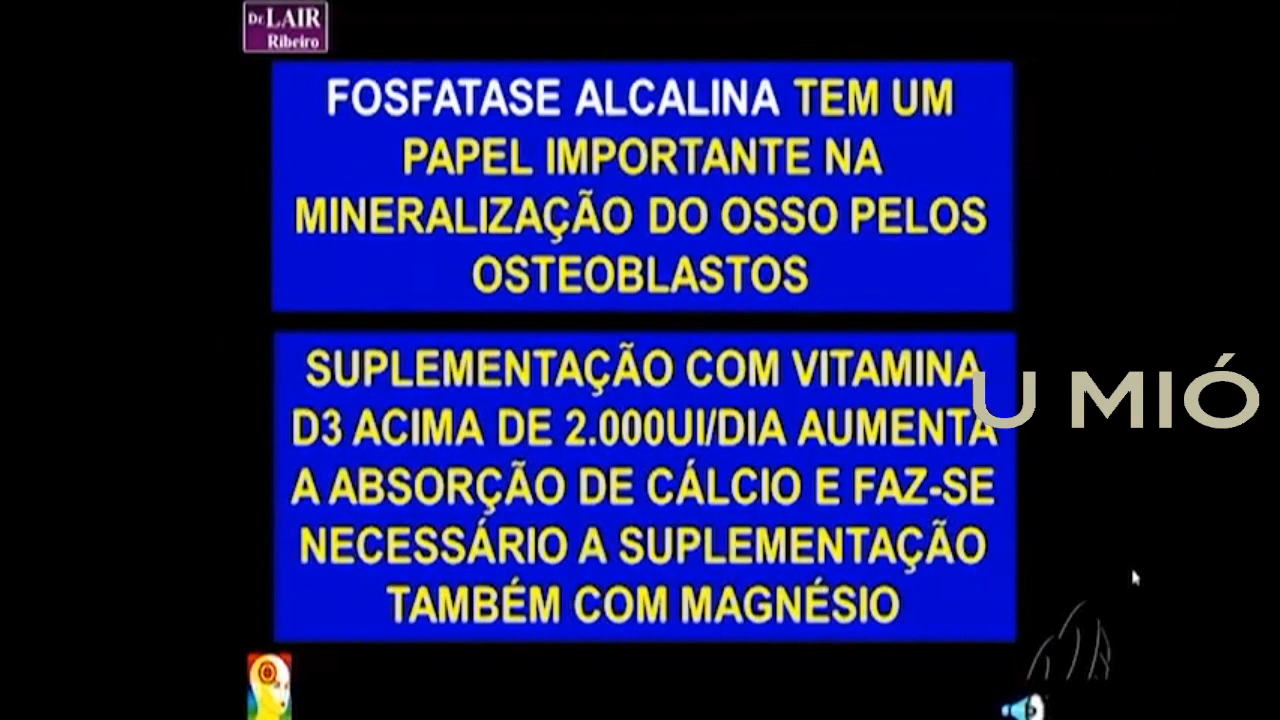 Dr. LAIR
Ribeiro
FOSFATASE ALCALINA TEM UM
PAPEL IMPORTANTE NA
MINERALIZAÇÃO DO OSSO PELOS
OSTEOBLASTOS
SUPLEMENTAÇÃO COM VITAMINA
D3 ACIMA DE 2.000UI/DIA AUMENTA
A ABSORÇÃO DE CÁLCIO E FAZ-SE
NECESSÁRIO A SUPLEMENTAÇÃO
TAMBÉM COM MAGNÉSIO
U MIÓ